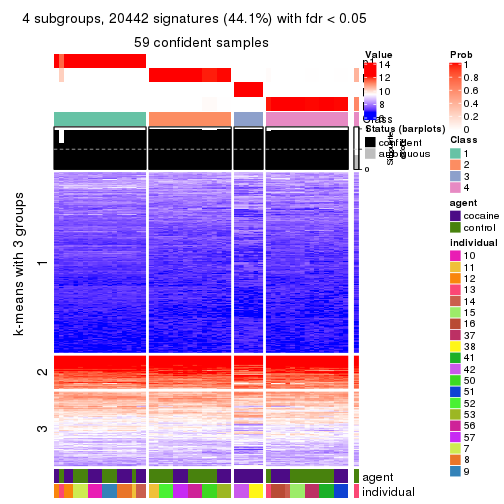 4 subgroups, 20442 signatures (44.1%) with fdr < 0.05
59 confident samples
k-means with 3 groups
1
2
3
Value
14
12
10
8
6
Class
Status (barplots)
confident
ambiguous
0
agent
individual
Prob
1
0.8
0.6
0.4
0.2
0
Class
1
2
3
4
agent
cocaine
control
individual
10
11
12
13
14
15
16
37
38
41
42
50
51
52
53
56
57
7
8
9